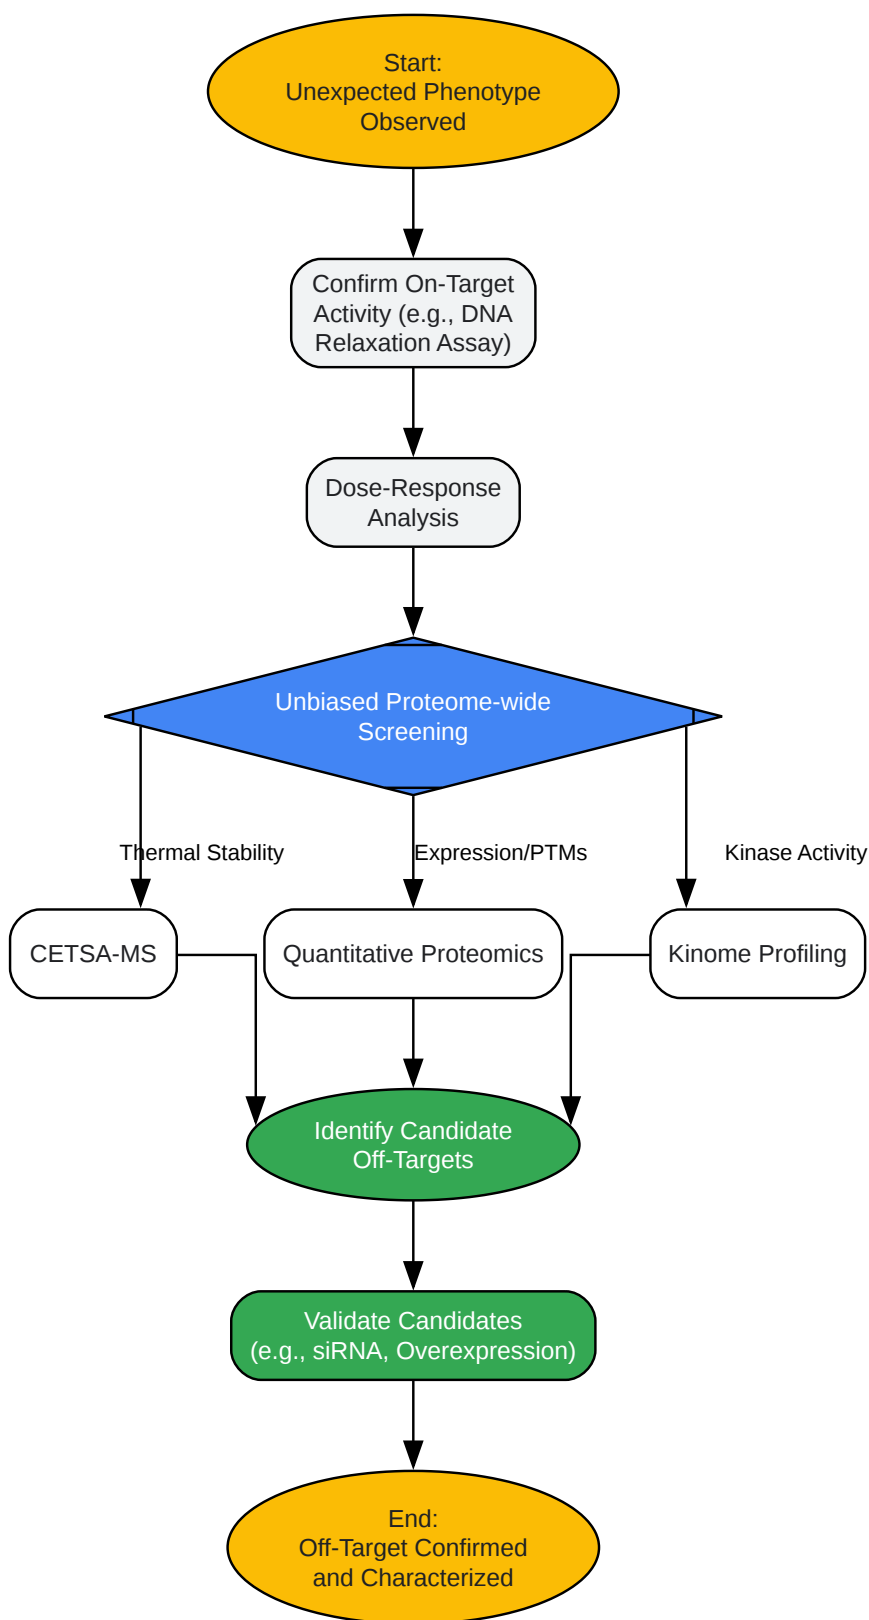 Start:
Unexpected Phenotype
Observed
Confirm On-Target
Activity (e.g., DNA
Relaxation Assay)
Dose-Response
Analysis
Unbiased Proteome-wide
Screening
Thermal Stability
Expression/PTMs
Kinase Activity
CETSA-MS
Quantitative Proteomics
Kinome Profiling
Identify Candidate
Off-Targets
Validate Candidates
(e.g., siRNA, Overexpression)
End:
Off-Target Confirmed
and Characterized